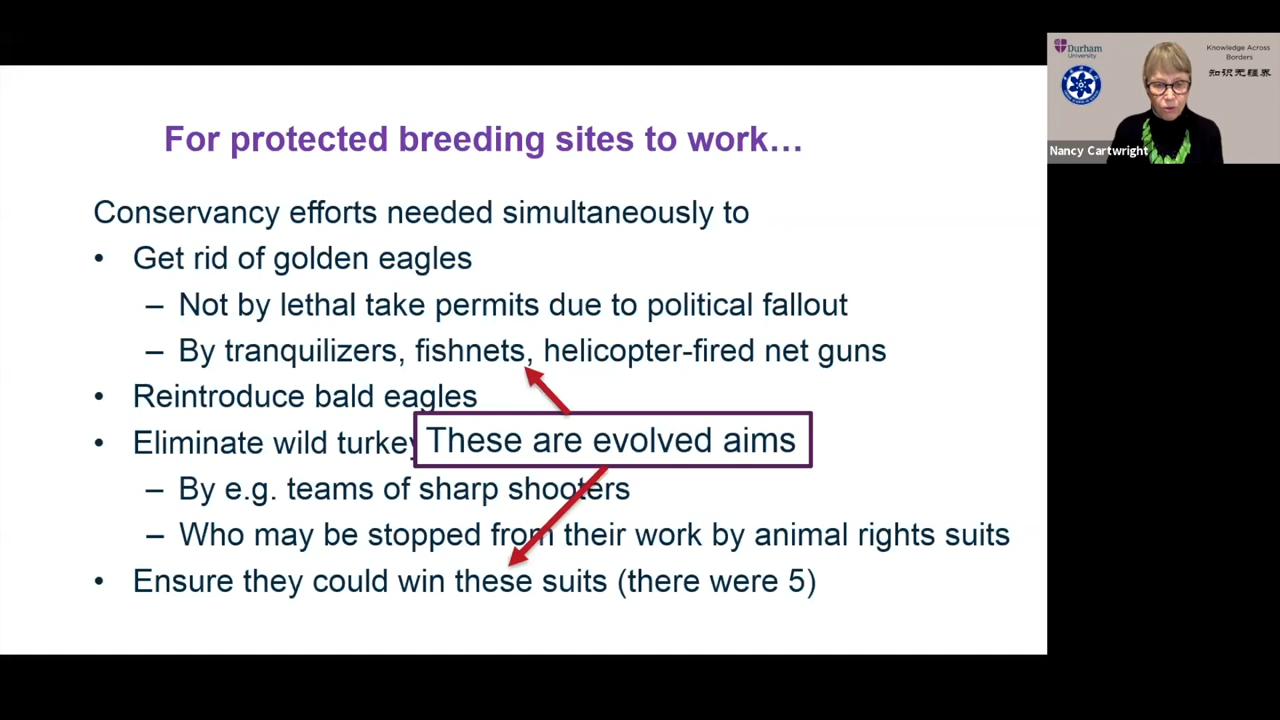 For protected breeding sites to work…
Conservancy efforts needed simultaneously to
• Get rid of golden eagles
– Not by lethal take permits due to political fallout
– By tranquilizers, fishnets, helicopter-fired net guns
• Reintroduce bald eagles
• Eliminate wild turkey
These are evolved aims
– By e.g. teams of sharp shooters
– Who may be stopped from their work by animal rights suits
• Ensure they could win these suits (there were 5)
Durham
University
Knowledge Across
Borders
知识无疆界
Nancy Cartwright